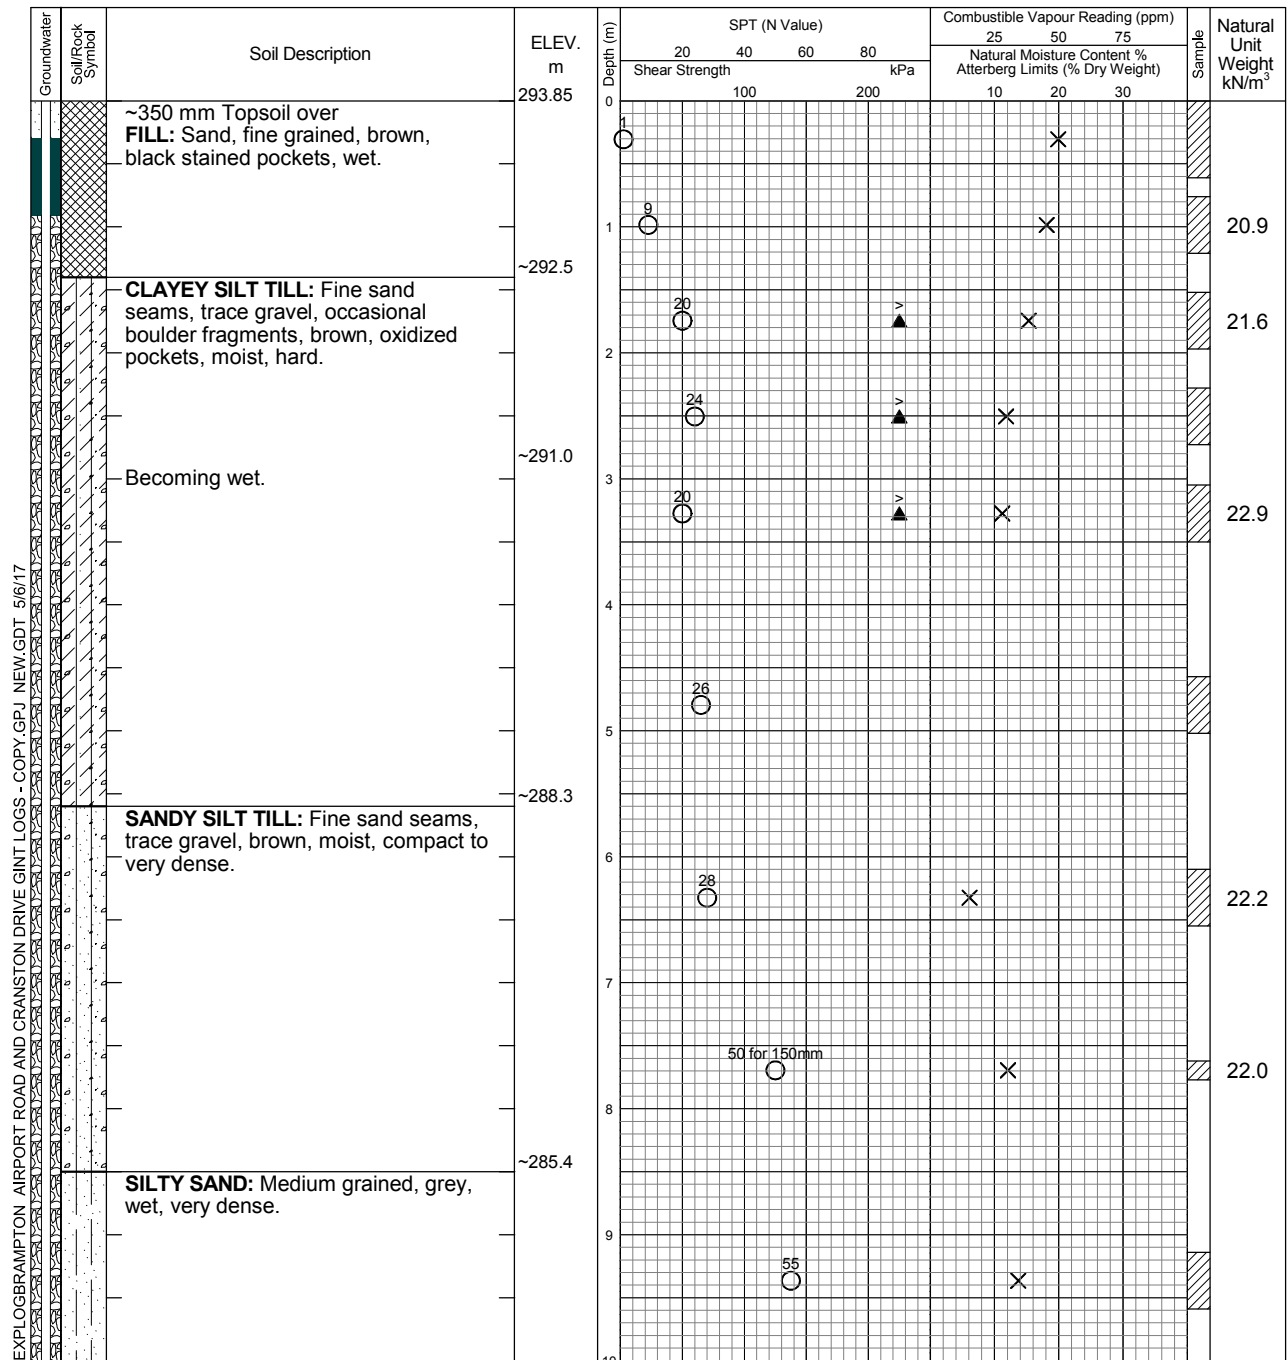 Groundwater
Soil/Rock
Symbol
Soil Description
ELEV.
m
293.85
Depth (m)
SPT (N Value)
20 40 60 80
Shear Strength kPa
100 200
Combustible Vapour Reading (ppm)
25 50 75
Natural Moisture Content %
Atterberg Limits (% Dry Weight)
10 20 30
Sample
Natural
Unit
Weight
kN/m³
0
~350 mm Topsoil over
FILL: Sand, fine grained, brown,
black stained pockets, wet.
1
9
1
20.9
~292.5
CLAYEY SILT TILL: Fine sand
seams, trace gravel, occasional
boulder fragments, brown, oxidized
pockets, moist, hard.
20 >
21.6
2
24 >
~291.0
Becoming wet.
3
20 >
22.9
4
26
5
~288.3
SANDY SILT TILL: Fine sand seams,
trace gravel, brown, moist, compact to
very dense.
6
28
22.2
7
50 for 150mm
22.0
8
~285.4
SILTY SAND: Medium grained, grey,
wet, very dense.
9
55
10
EXPLOGBRAMPTON AIRPORT ROAD AND CRANSTON DRIVE GINT LOGS - COPY.GPJ NEW.GDT 5/6/17